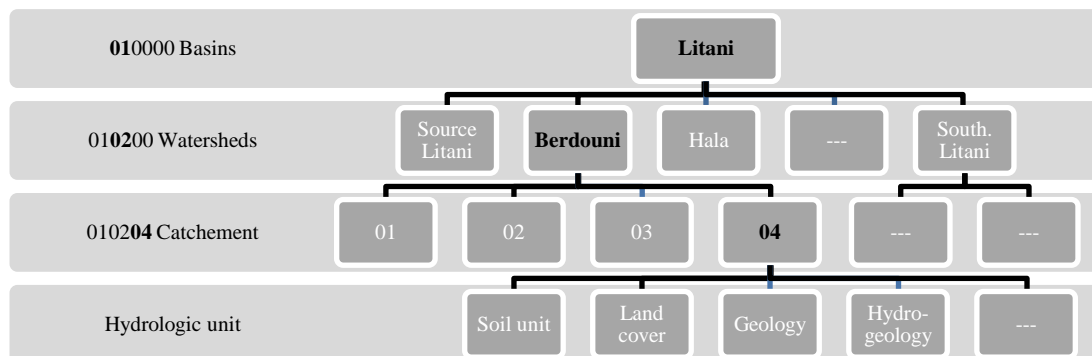 010000 Basins
Litani
010200 Watersheds
Source
Litani
Berdouni
Hala
---
South.
Litani
010204 Catchement
01
02
03
04
---
---
Hydrologic unit
Soil unit
Land
cover
Geology
Hydro-
geology
---